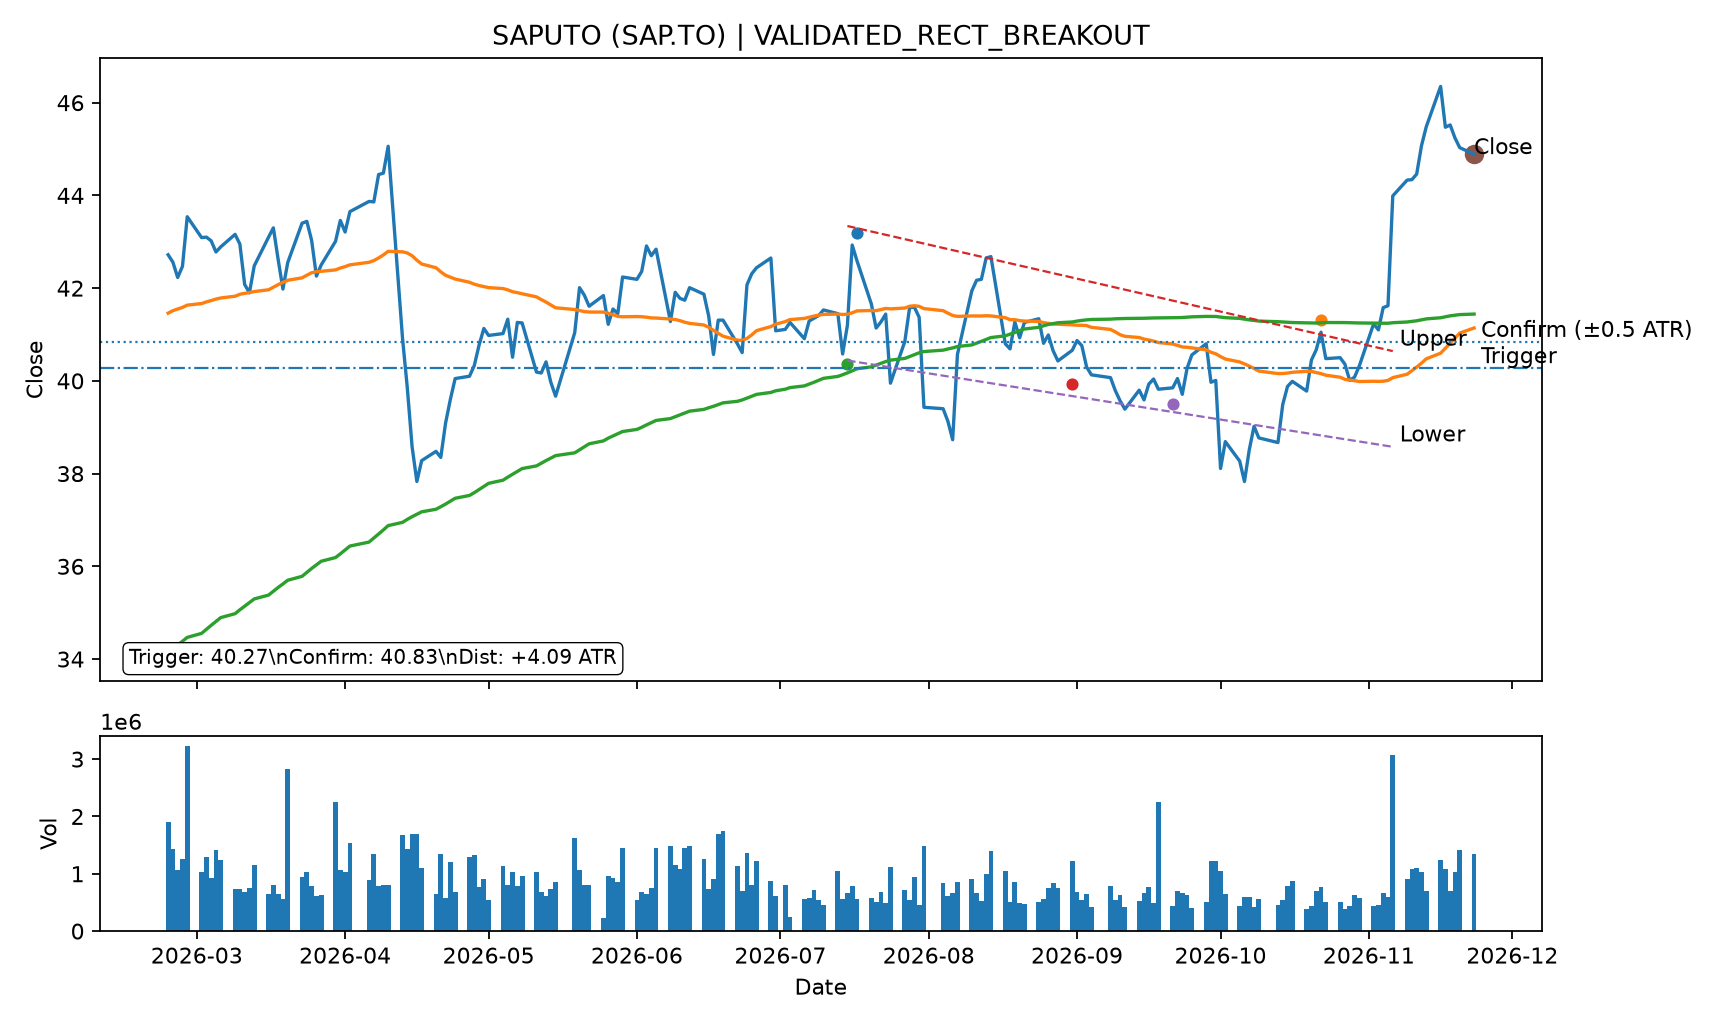 SAPUTO (SAP.TO) | VALIDATED_RECT_BREAKOUT
Close
46
44
42
40
38
36
34
Close
Confirm (±0.5 ATR)
Upper
Trigger
Lower
Trigger: 40.27\nConfirm: 40.83\nDist: +4.09 ATR
1e6
Vol
3
2
1
0
2026-03 2026-04 2026-05 2026-06 2026-07 2026-08 2026-09 2026-10 2026-11 2026-12
Date